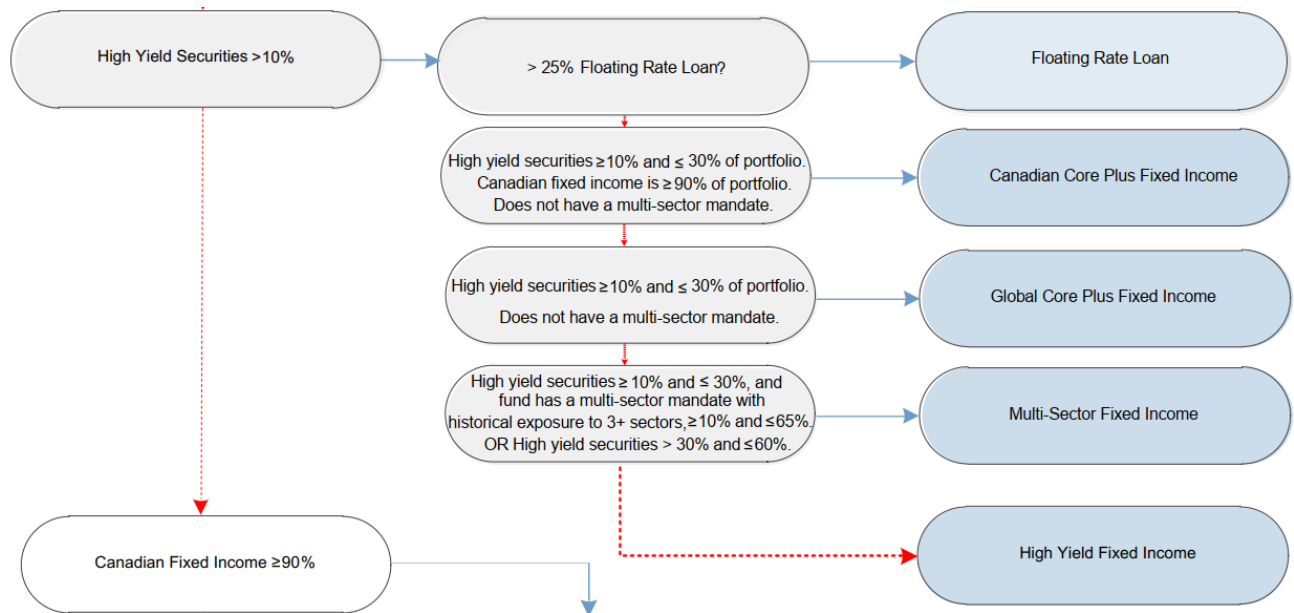 High Yield Securities >10%
> 25% Floating Rate Loan?
Floating Rate Loan
High yield securities ≥10% and ≤ 30% of portfolio.
Canadian fixed income is ≥90% of portfolio.
Does not have a multi-sector mandate.
Canadian Core Plus Fixed Income
High yield securities ≥10% and ≤ 30% of portfolio.
Does not have a multi-sector mandate.
Global Core Plus Fixed Income
High yield securities ≥ 10% and ≤ 30%, and
fund has a multi-sector mandate with
historical exposure to 3+ sectors, ≥10% and ≤65%.
OR High yield securities > 30% and ≤60%.
Multi-Sector Fixed Income
High Yield Fixed Income
Canadian Fixed Income ≥90%